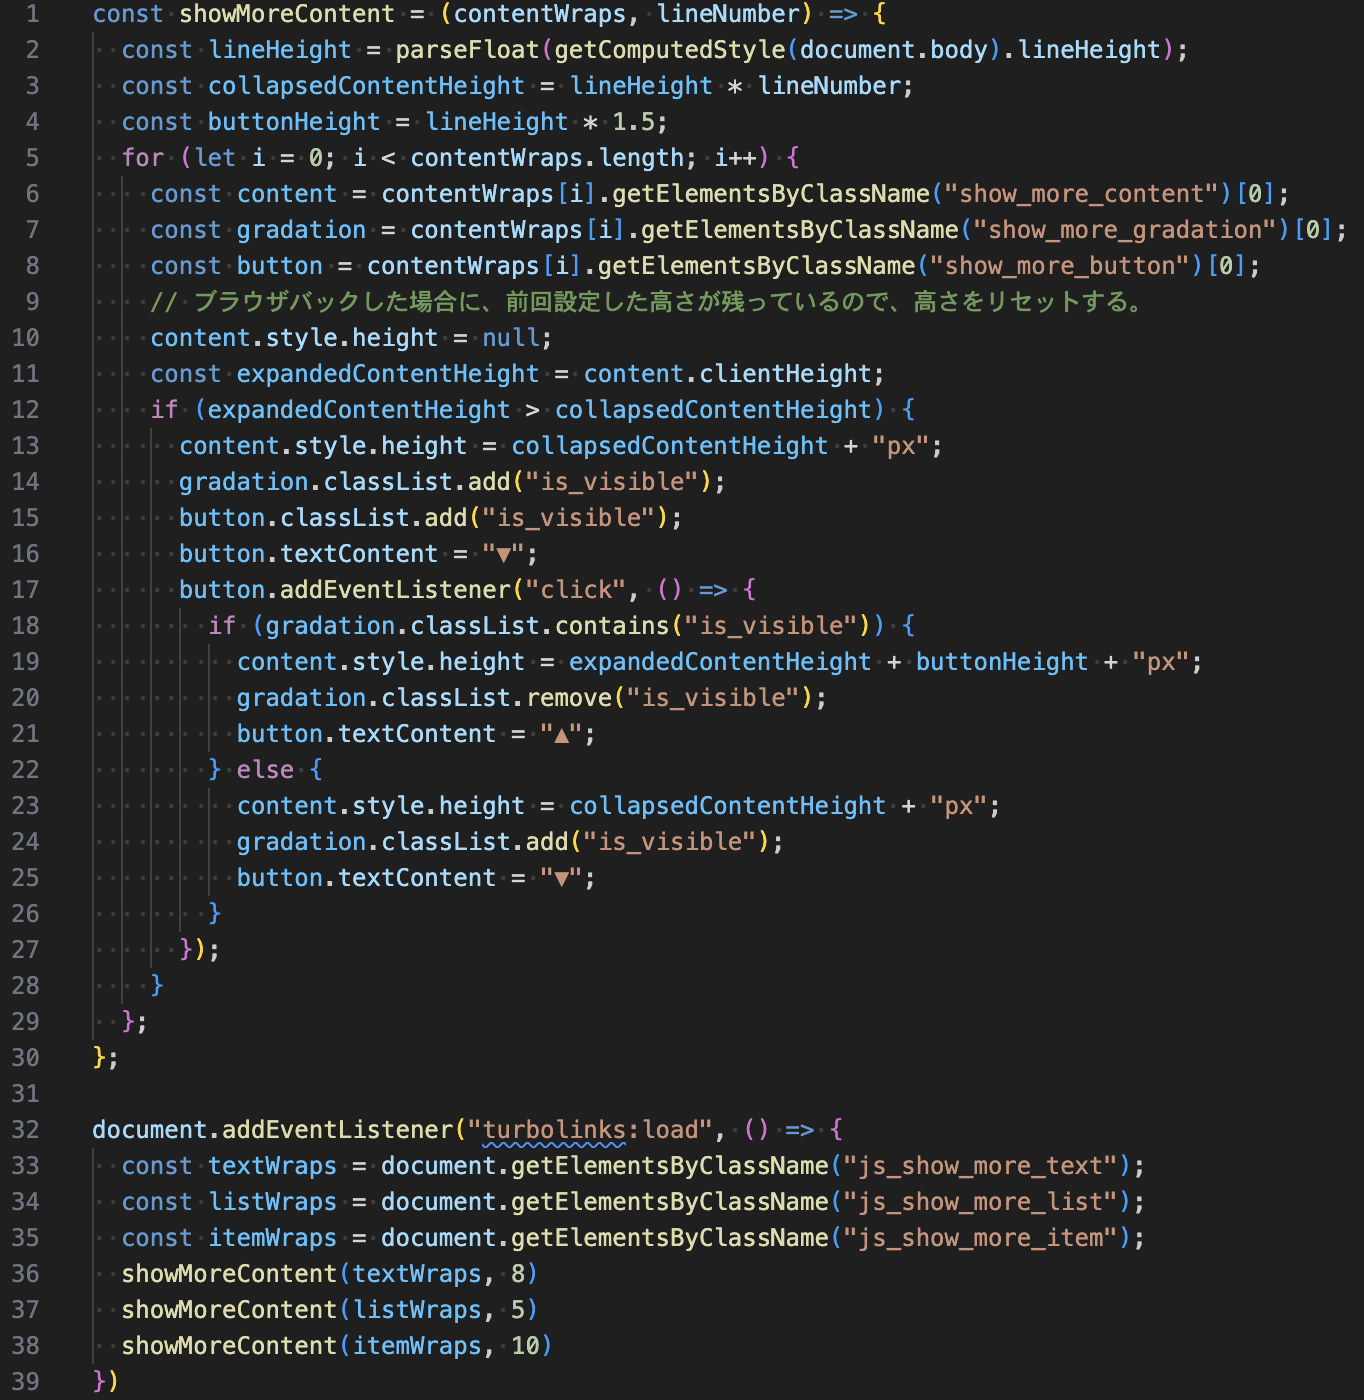 1 const showMoreContent = (contentWraps, lineNumber) => {
2   const lineHeight = parseFloat(getComputedStyle(document.body).lineHeight);
3   const collapsedContentHeight = lineHeight * lineNumber;
4   const buttonHeight = lineHeight * 1.5;
5   for (let i = 0; i < contentWraps.length; i++) {
6     const content = contentWraps[i].getElementsByClassName("show_more_content")[0];
7     const gradation = contentWraps[i].getElementsByClassName("show_more_gradation")[0];
8     const button = contentWraps[i].getElementsByClassName("show_more_button")[0];
9     // ブラウザバックした場合に、前回設定した高さが残っているので、高さをリセットする。
10     content.style.height = null;
11     const expandedContentHeight = content.clientHeight;
12     if (expandedContentHeight > collapsedContentHeight) {
13       content.style.height = collapsedContentHeight + "px";
14       gradation.classList.add("is_visible");
15       button.classList.add("is_visible");
16       button.textContent = "▼";
17       button.addEventListener("click", () => {
18         if (gradation.classList.contains("is_visible")) {
19           content.style.height = expandedContentHeight + buttonHeight + "px";
20           gradation.classList.remove("is_visible");
21           button.textContent = "▲";
22         } else {
23           content.style.height = collapsedContentHeight + "px";
24           gradation.classList.add("is_visible");
25           button.textContent = "▼";
26         }
27       });
28     }
29   };
30 };
31
32 document.addEventListener("turbolinks:load", () => {
33   const textWraps = document.getElementsByClassName("js_show_more_text");
34   const listWraps = document.getElementsByClassName("js_show_more_list");
35   const itemWraps = document.getElementsByClassName("js_show_more_item");
36   showMoreContent(textWraps, 8)
37   showMoreContent(listWraps, 5)
38   showMoreContent(itemWraps, 10)
39 })